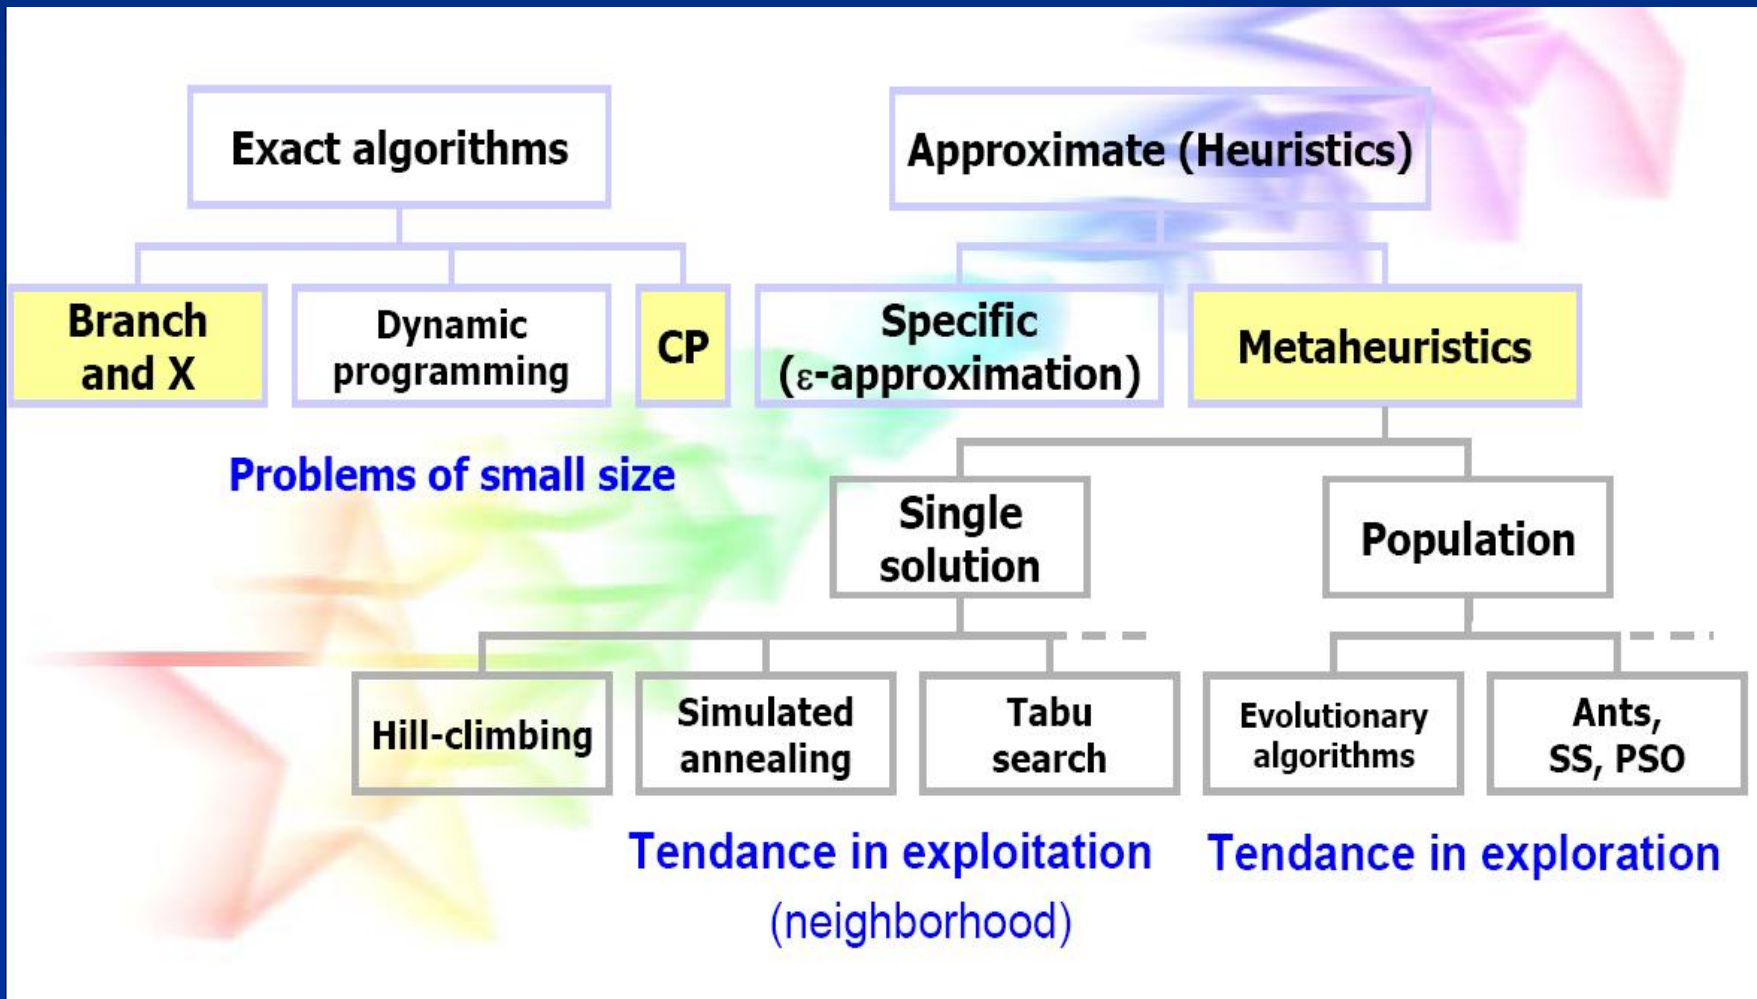 Exact algorithms
Approximate (Heuristics)
Branch
and X
Dynamic
programming
CP
Specific
(ε-approximation)
Metaheuristics
Problems of small size
Single
solution
Population
Hill-climbing
Simulated
annealing
Tabu
search
Evolutionary
algorithms
Ants,
SS, PSO
Tendance in exploitation
(neighborhood)
Tendance in exploration